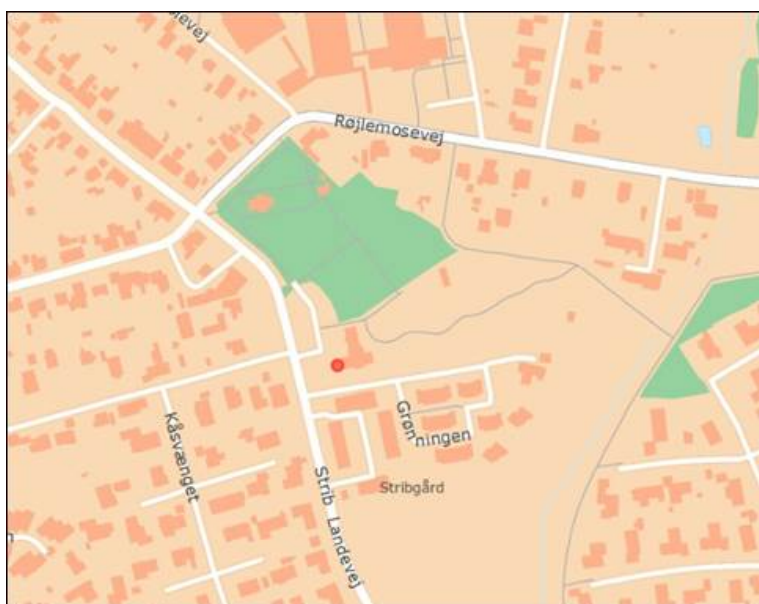 Røjlemosevej
Kåsvænget
Grønningen
Strib Landevej
Stribgård